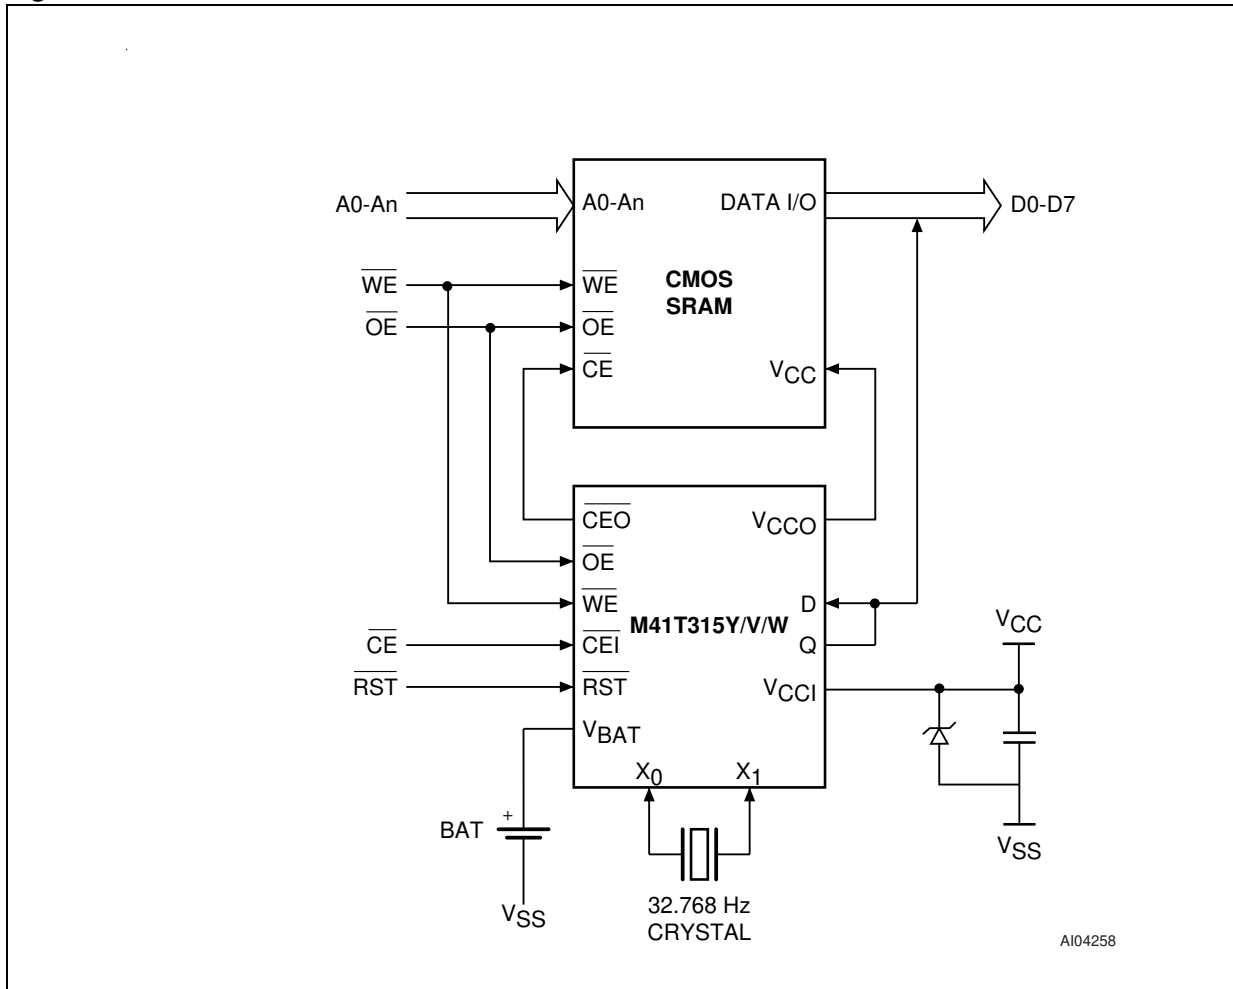 A0-An
A0-An
DATA I/O
D0-D7
WE
WE
CMOS
SRAM
OE
OE
CE
VCC
CEO
VCCO
OE
WE
D
M41T315Y/V/W
CE
CEI
Q
VCC
RST
RST
VCCI
VBAT
X0
X1
+
BAT
VSS
VSS
32.768 Hz
CRYSTAL
AI04258